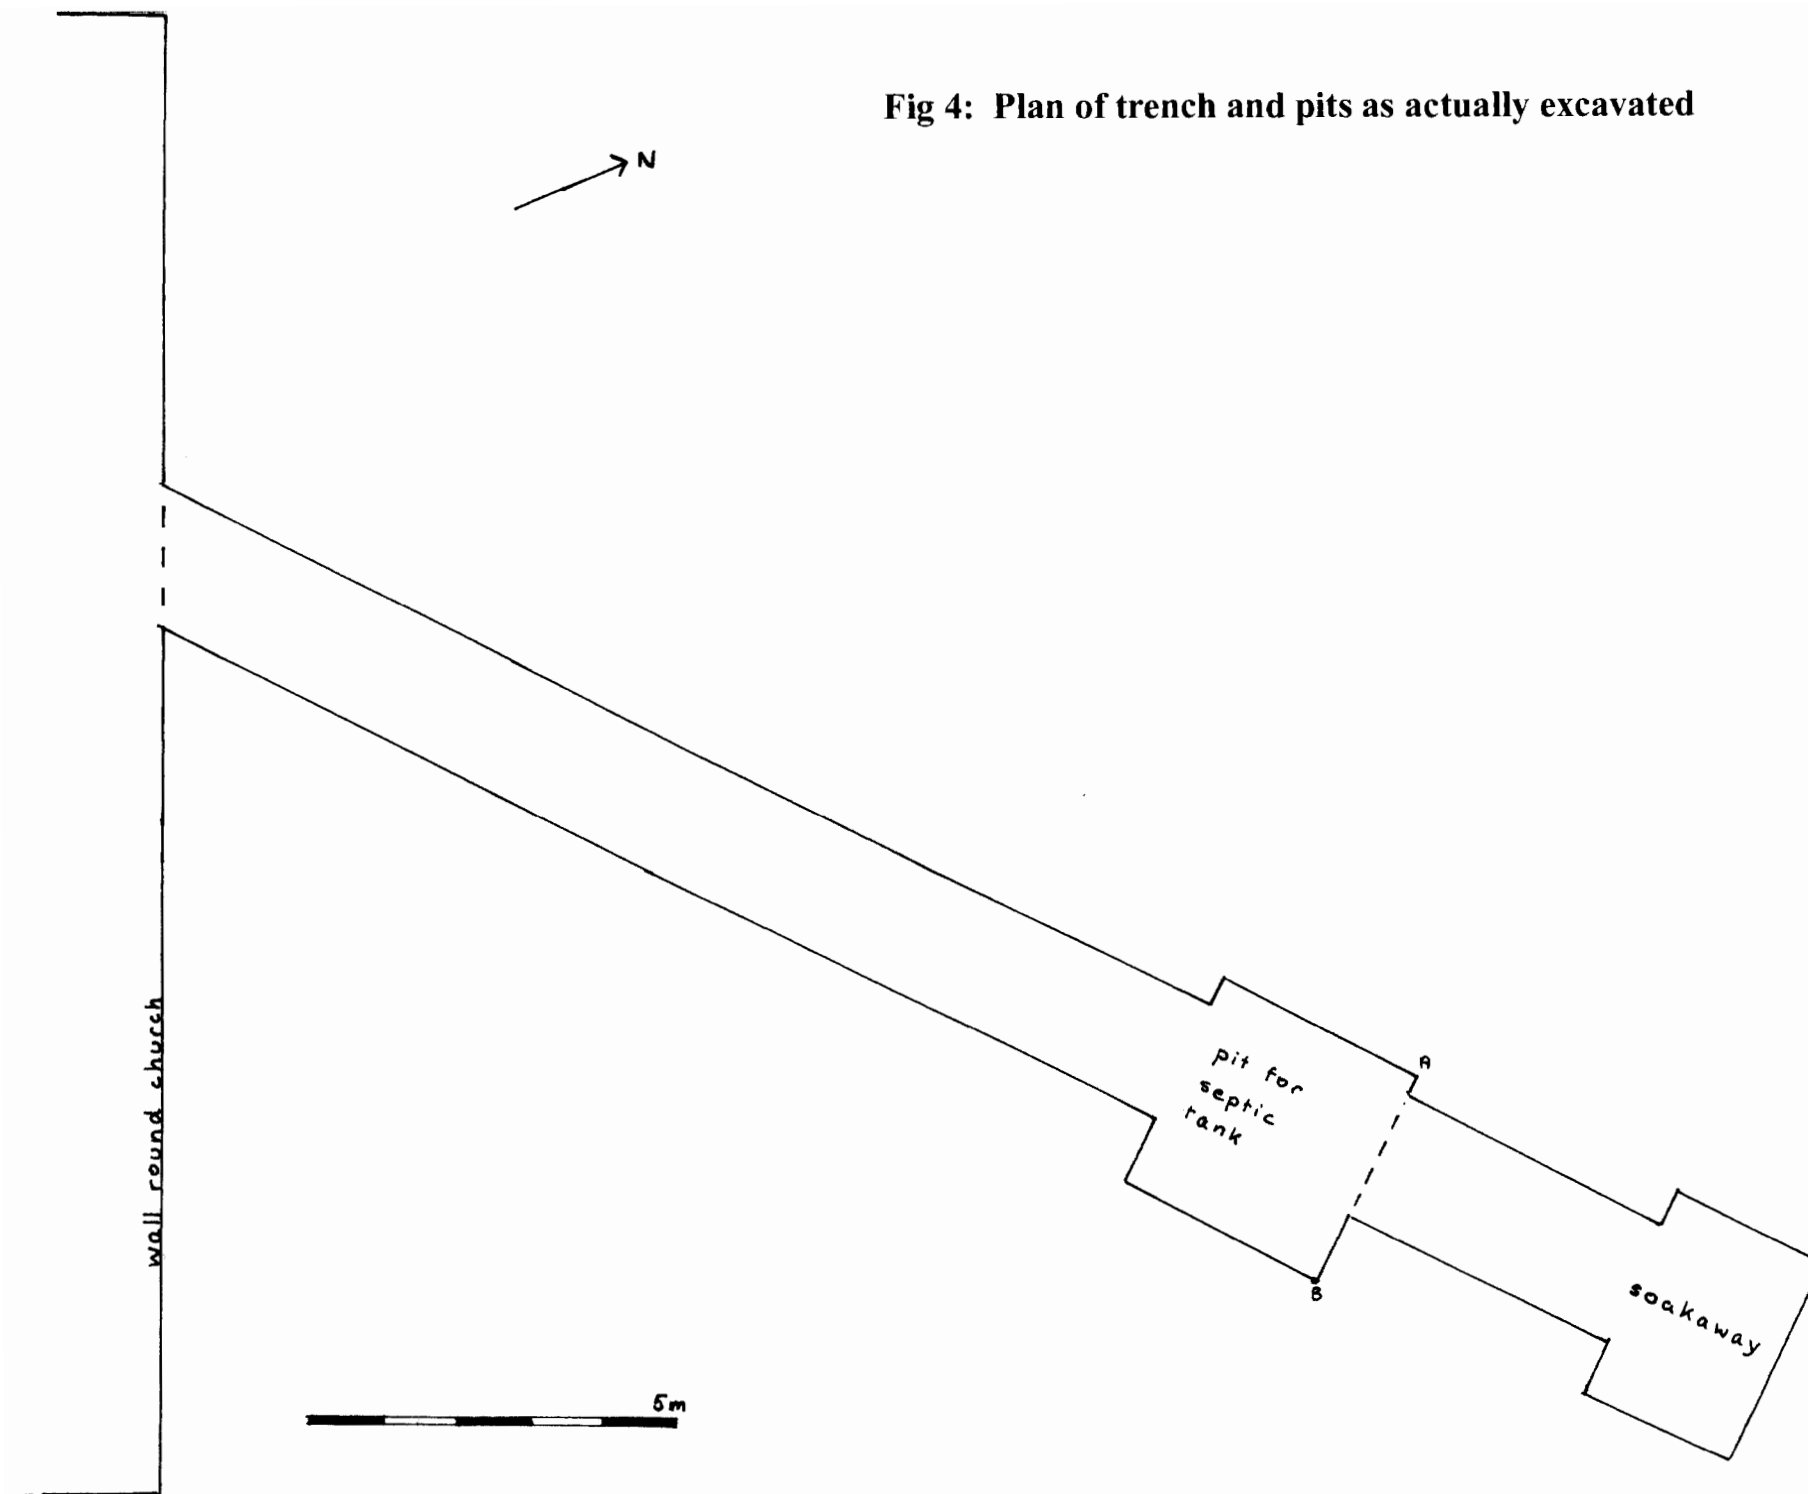 Fig 4: Plan of trench and pits as actually excavated
N
A
pit for
septic
tank
B
soakaway
wall round church
5m